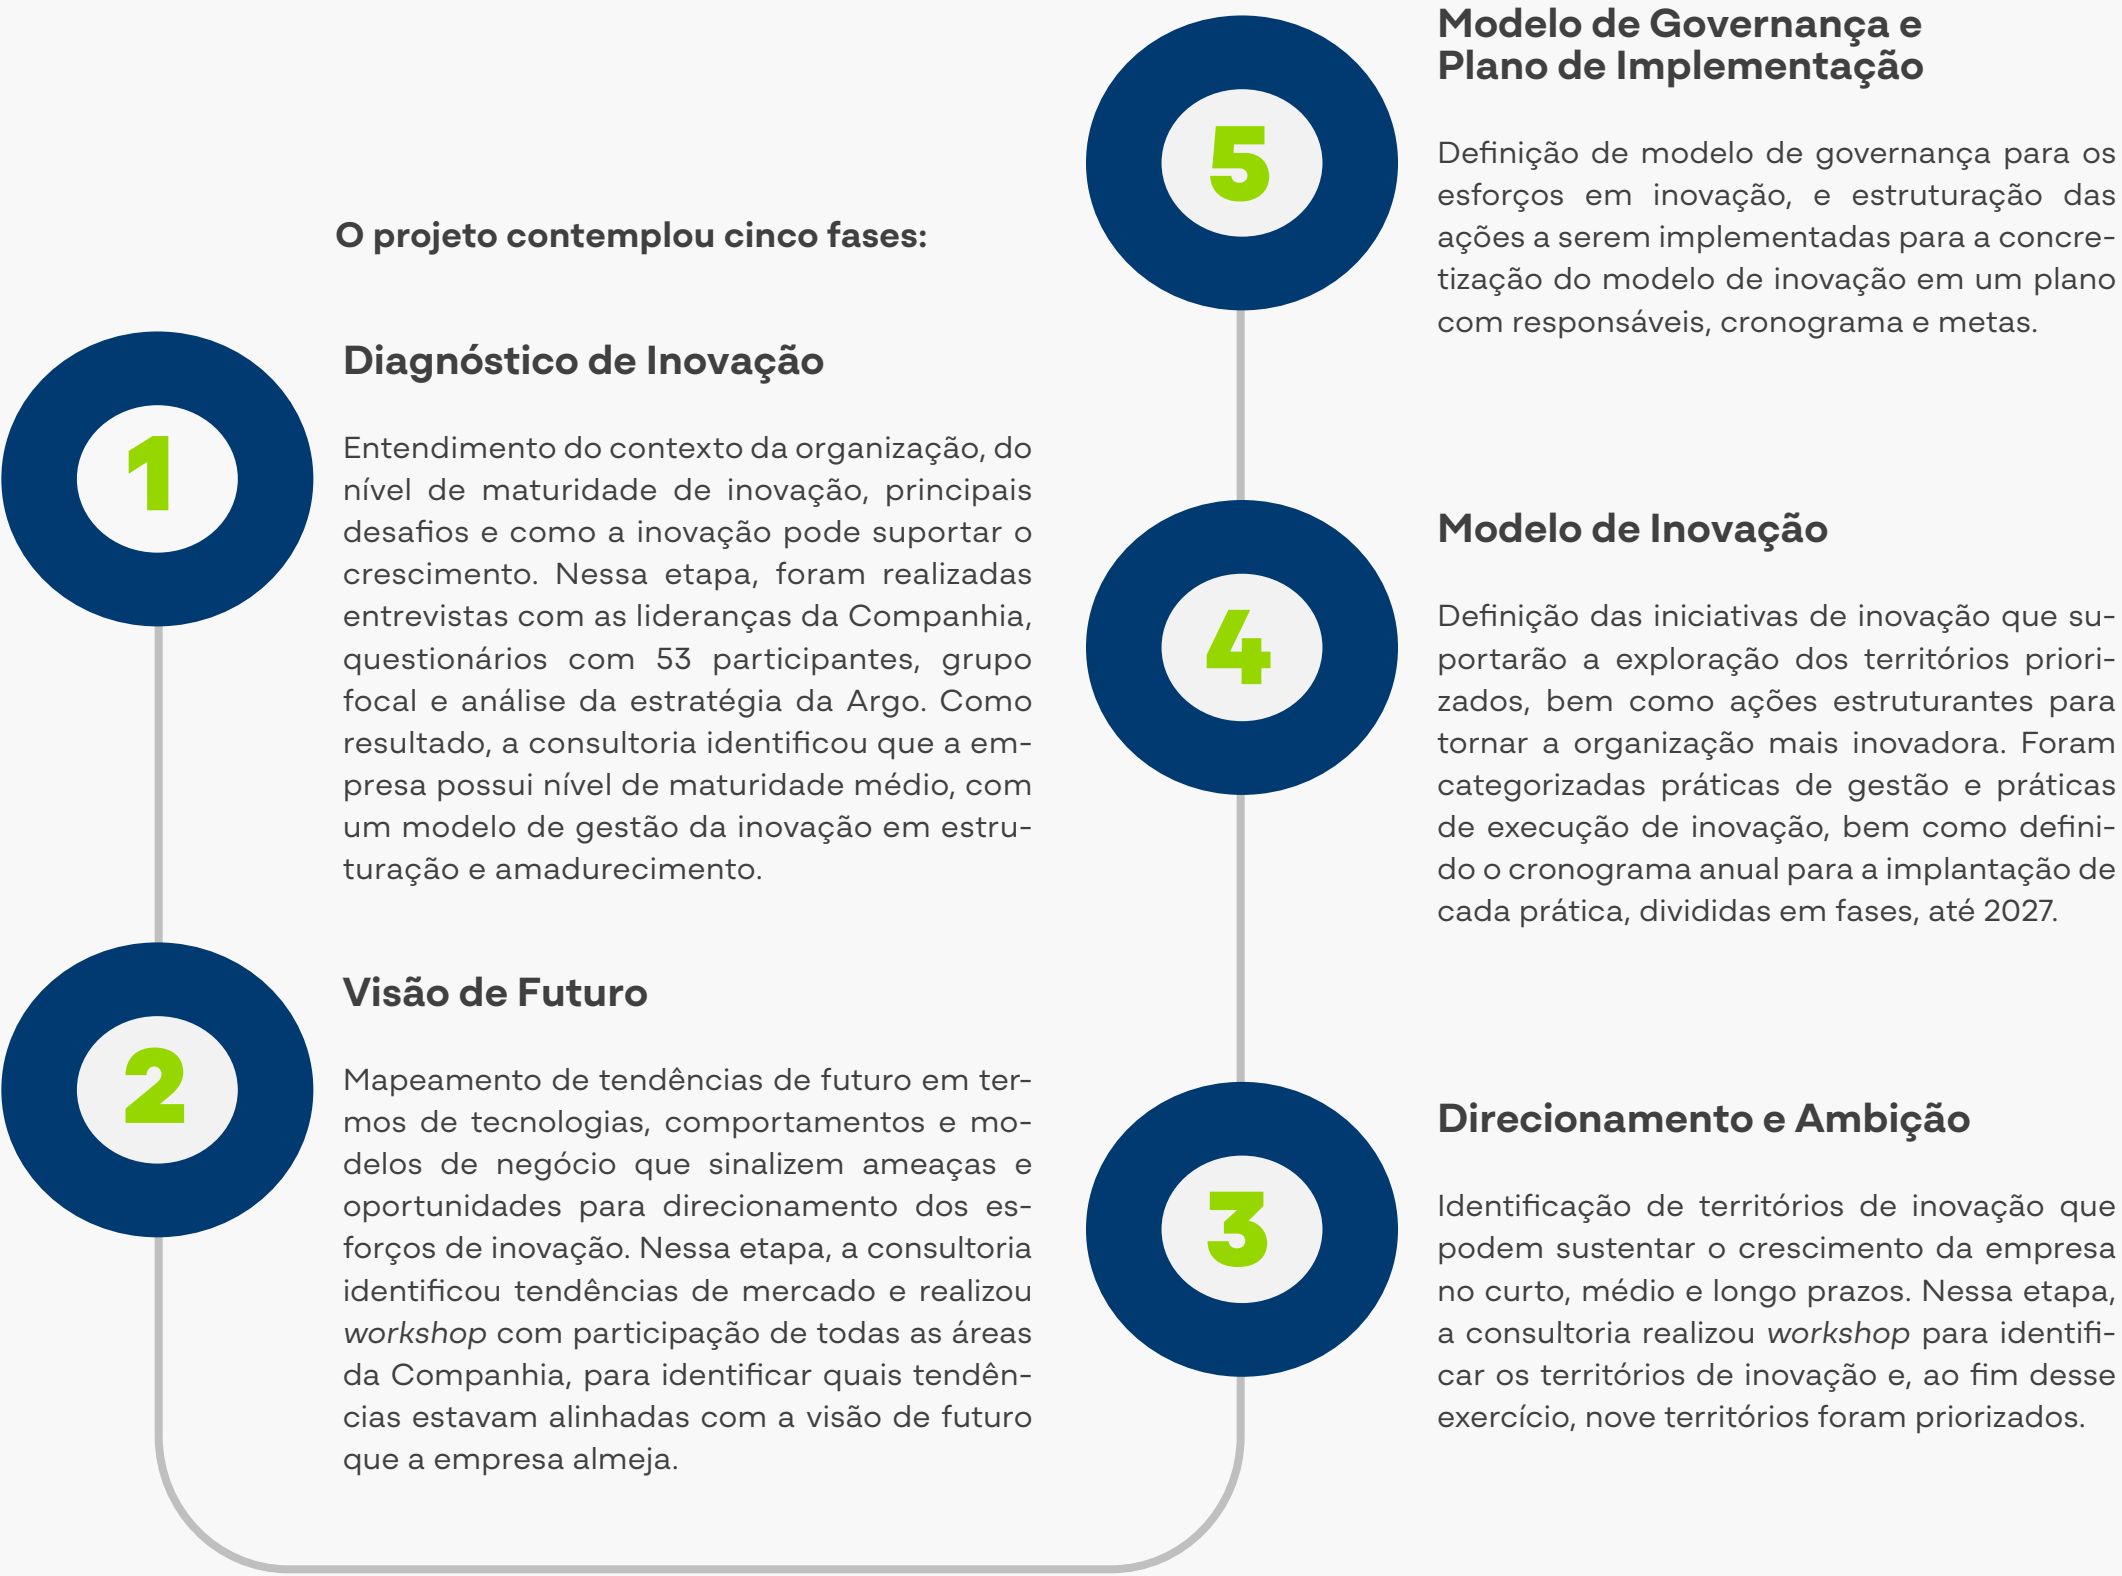 O projeto contemplou cinco fases:
1
Diagnóstico de Inovação
Entendimento do contexto da organização, do
nível de maturidade de inovação, principais
desafios e como a inovação pode suportar o
crescimento. Nessa etapa, foram realizadas
entrevistas com as lideranças da Companhia,
questionários com 53 participantes, grupo
focal e análise da estratégia da Argo. Como
resultado, a consultoria identificou que a em-
presa possui nível de maturidade médio, com
um modelo de gestão da inovação em estru-
turação e amadurecimento.
2
Visão de Futuro
Mapeamento de tendências de futuro em ter-
mos de tecnologias, comportamentos e mo-
delos de negócio que sinalizem ameaças e
oportunidades para direcionamento dos es-
forços de inovação. Nessa etapa, a consultoria
identificou tendências de mercado e realizou
workshop com participação de todas as áreas
da Companhia, para identificar quais tendên-
cias estavam alinhadas com a visão de futuro
que a empresa almeja.
3
Direcionamento e Ambição
Identificação de territórios de inovação que
podem sustentar o crescimento da empresa
no curto, médio e longo prazos. Nessa etapa,
a consultoria realizou workshop para identifi-
car os territórios de inovação e, ao fim desse
exercício, nove territórios foram priorizados.
4
Modelo de Inovação
Definição das iniciativas de inovação que su-
portarão a exploração dos territórios priori-
zados, bem como ações estruturantes para
tornar a organização mais inovadora. Foram
categorizadas práticas de gestão e práticas
de execução de inovação, bem como defini-
do o cronograma anual para a implantação de
cada prática, divididas em fases, até 2027.
5
Modelo de Governança e
Plano de Implementação
Definição de modelo de governança para os
esforços em inovação, e estruturação das
ações a serem implementadas para a concre-
tização do modelo de inovação em um plano
com responsáveis, cronograma e metas.